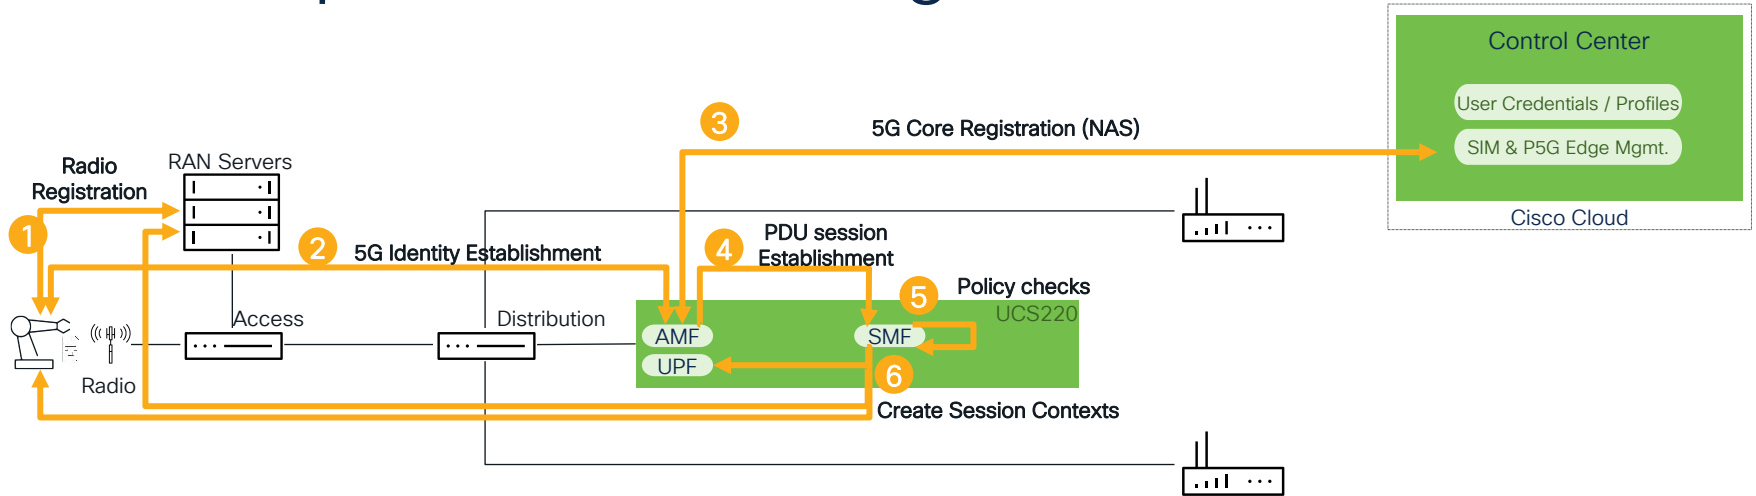 Control Center
User Credentials / Profiles
SIM & P5G Edge Mgmt.
Cisco Cloud
3
5G Core Registration (NAS)
Radio
Registration
RAN Servers
1
2
5G Identity Establishment
4
PDU session
Establishment
5
Policy checks
UCS220
Access
Distribution
AMF
SMF
UPF
6
Radio
Create Session Contexts